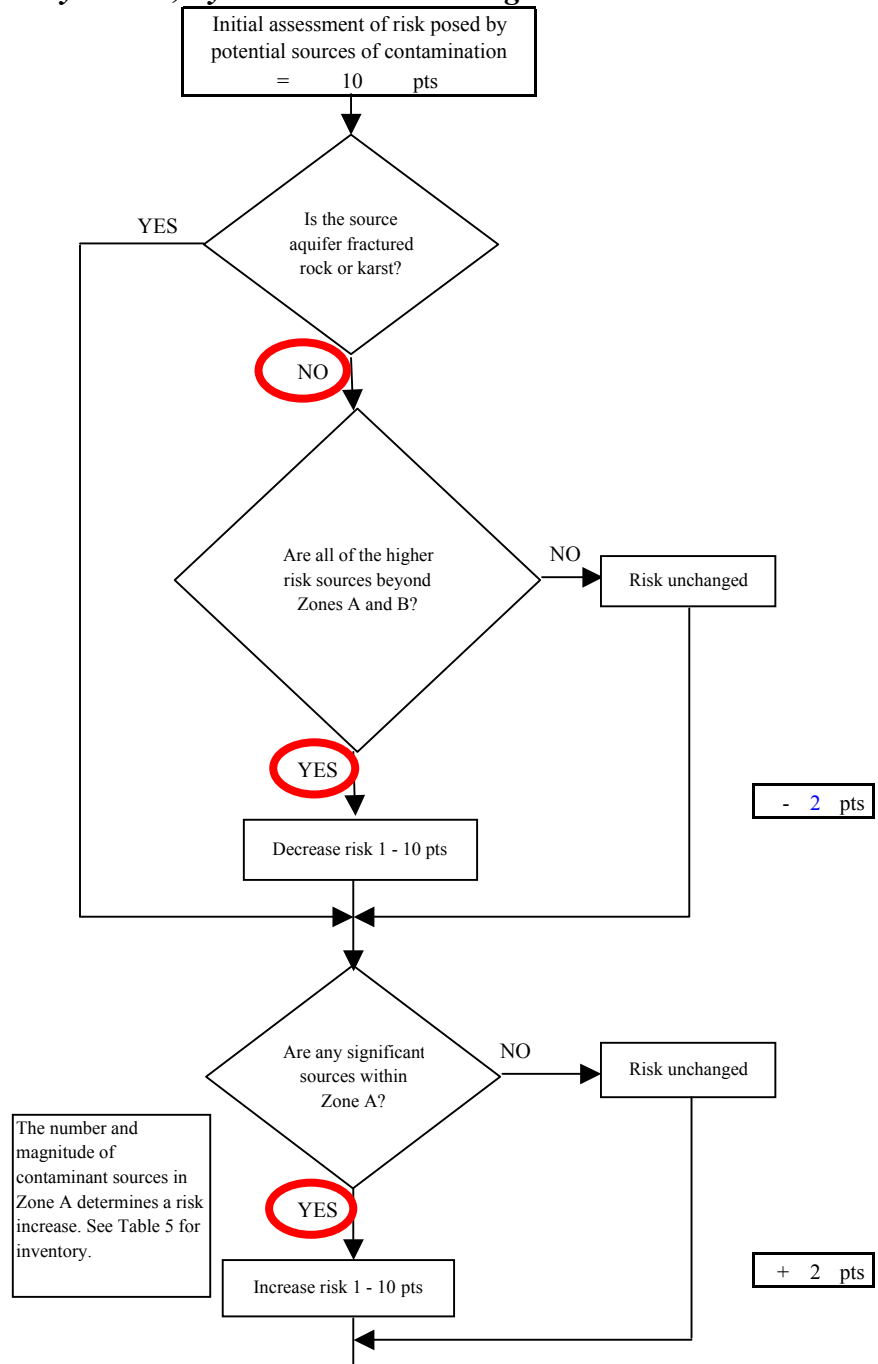 Initial assessment of risk posed by
potential sources of contamination
= 10 pts
Is the source
aquifer fractured
rock or karst?
YES
NO
Are all of the higher
risk sources beyond
Zones A and B?
NO
Risk unchanged
YES
- 2 pts
Decrease risk 1 - 10 pts
Are any significant
sources within
Zone A?
NO
Risk unchanged
The number and
magnitude of
contaminant sources in
Zone A determines a risk
increase. See Table 5 for
inventory.
YES
+ 2 pts
Increase risk 1 - 10 pts